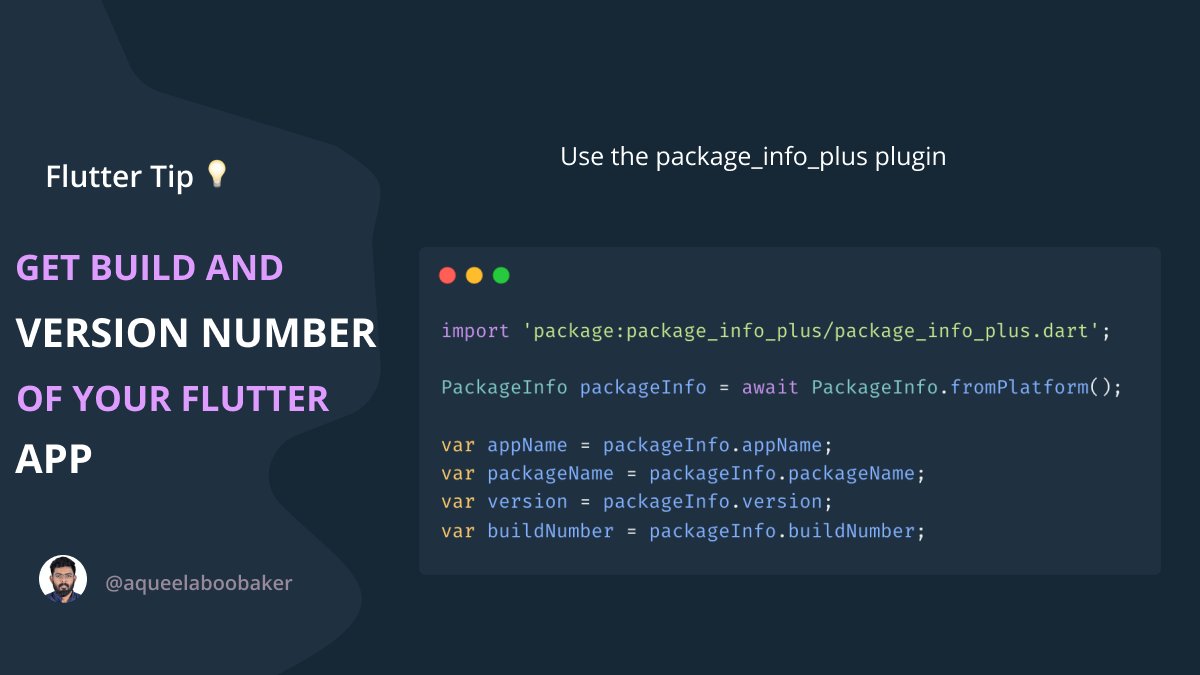 Flutter Tip 💡
GET BUILD AND
VERSION NUMBER
OF YOUR FLUTTER
APP
@aqueelaboobaker
Use the package_info_plus plugin
import 'package:package_info_plus/package_info_plus.dart';
PackageInfo packageInfo = await PackageInfo.fromPlatform();
var appName = packageInfo.appName;
var packageName = packageInfo.packageName;
var version = packageInfo.version;
var buildNumber = packageInfo.buildNumber;